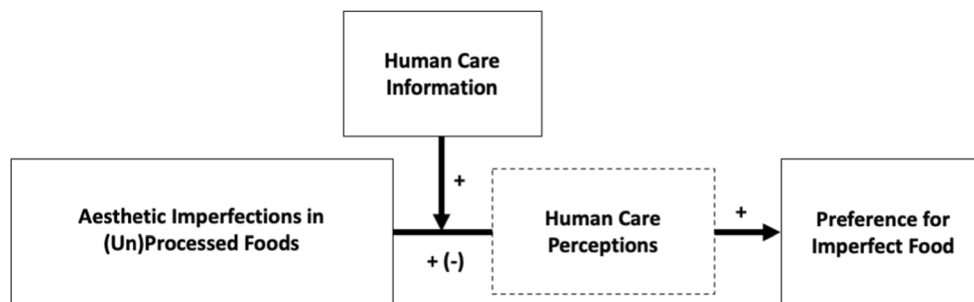 Human Care
Information
+
Aesthetic Imperfections in
(Un)Processed Foods
+ (-)
Human Care
Perceptions
+
Preference for
Imperfect Food